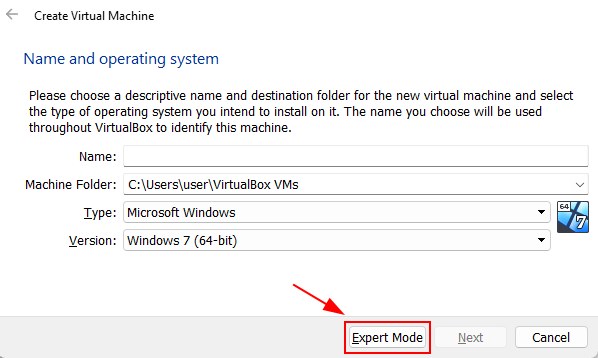 Create Virtual Machine
Name and operating system
Please choose a descriptive name and destination folder for the new virtual machine and select
the type of operating system you intend to install on it. The name you choose will be used
throughout VirtualBox to identify this machine.
Name:
Machine Folder: C:\Users\user\VirtualBox VMs
Type: Microsoft Windows
64
7
Version: Windows 7 (64-bit)
Expert Mode Next Cancel